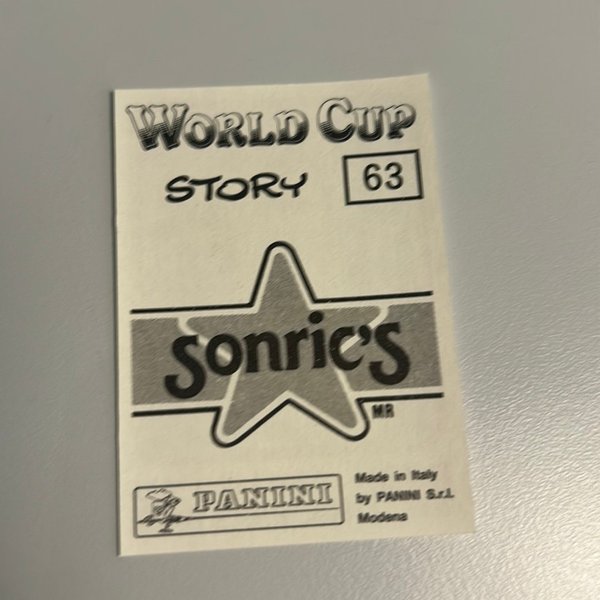 WORLD CUP
STORY
63
Sonric's
MR
PANINI
Made in Italy
by PANINI S.r.l.
Modena